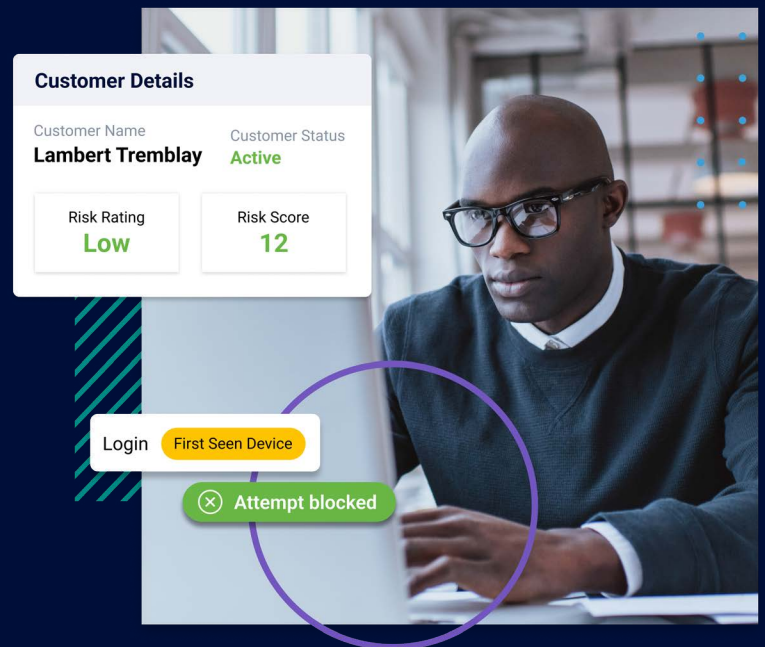 Customer Details
Customer Name
Customer Status
Lambert Tremblay
Active
Risk Rating
Risk Score
Low
12
Login
First Seen Device
Attempt blocked